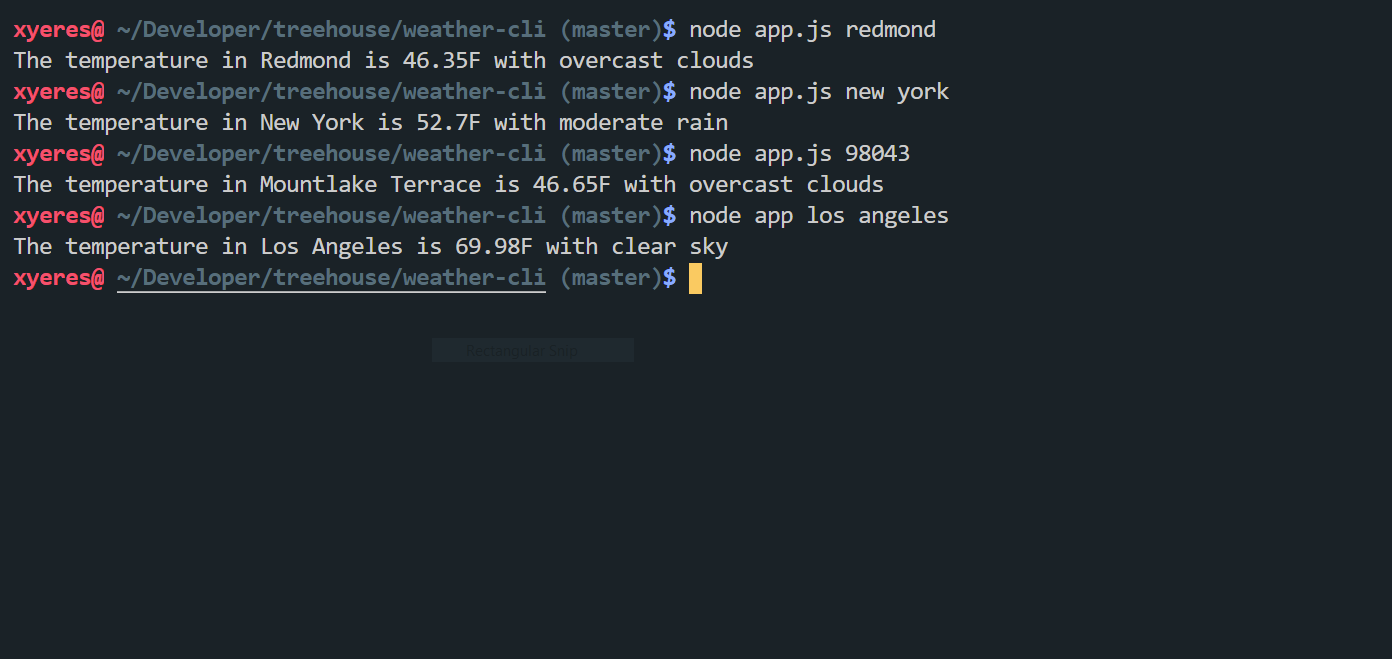 xyeres@ ~/Developer/treehouse/weather-cli (master)$ node app.js redmond
The temperature in Redmond is 46.35F with overcast clouds
xyeres@ ~/Developer/treehouse/weather-cli (master)$ node app.js new york
The temperature in New York is 52.7F with moderate rain
xyeres@ ~/Developer/treehouse/weather-cli (master)$ node app.js 98043
The temperature in Mountlake Terrace is 46.65F with overcast clouds
xyeres@ ~/Developer/treehouse/weather-cli (master)$ node app los angeles
The temperature in Los Angeles is 69.98F with clear sky
xyeres@ ~/Developer/treehouse/weather-cli (master)$
Rectangular Snip